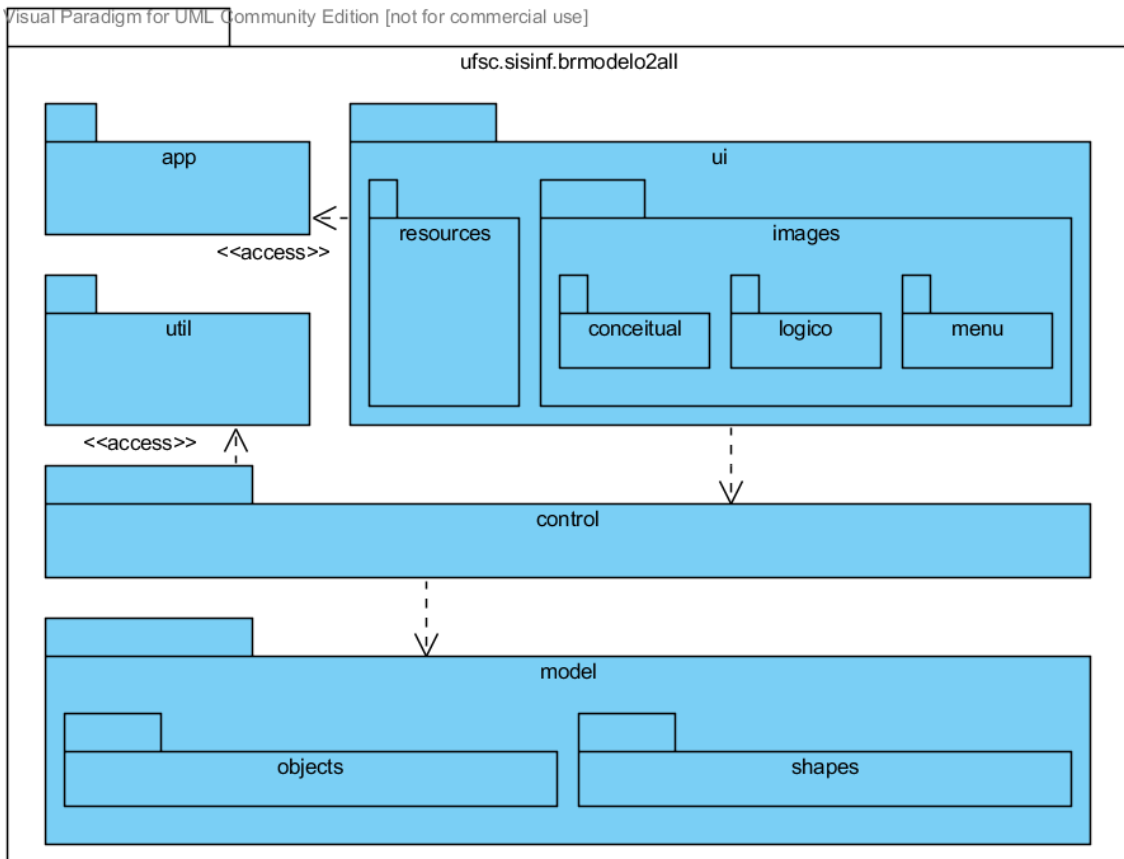 Visual Paradigm for UML Community Edition [not for commercial use]
ufsc.sisinf.brmodelo2all
app
ui
resources
images
<<access>>
util
conceitual
logico
menu
<<access>>
control
model
objects
shapes